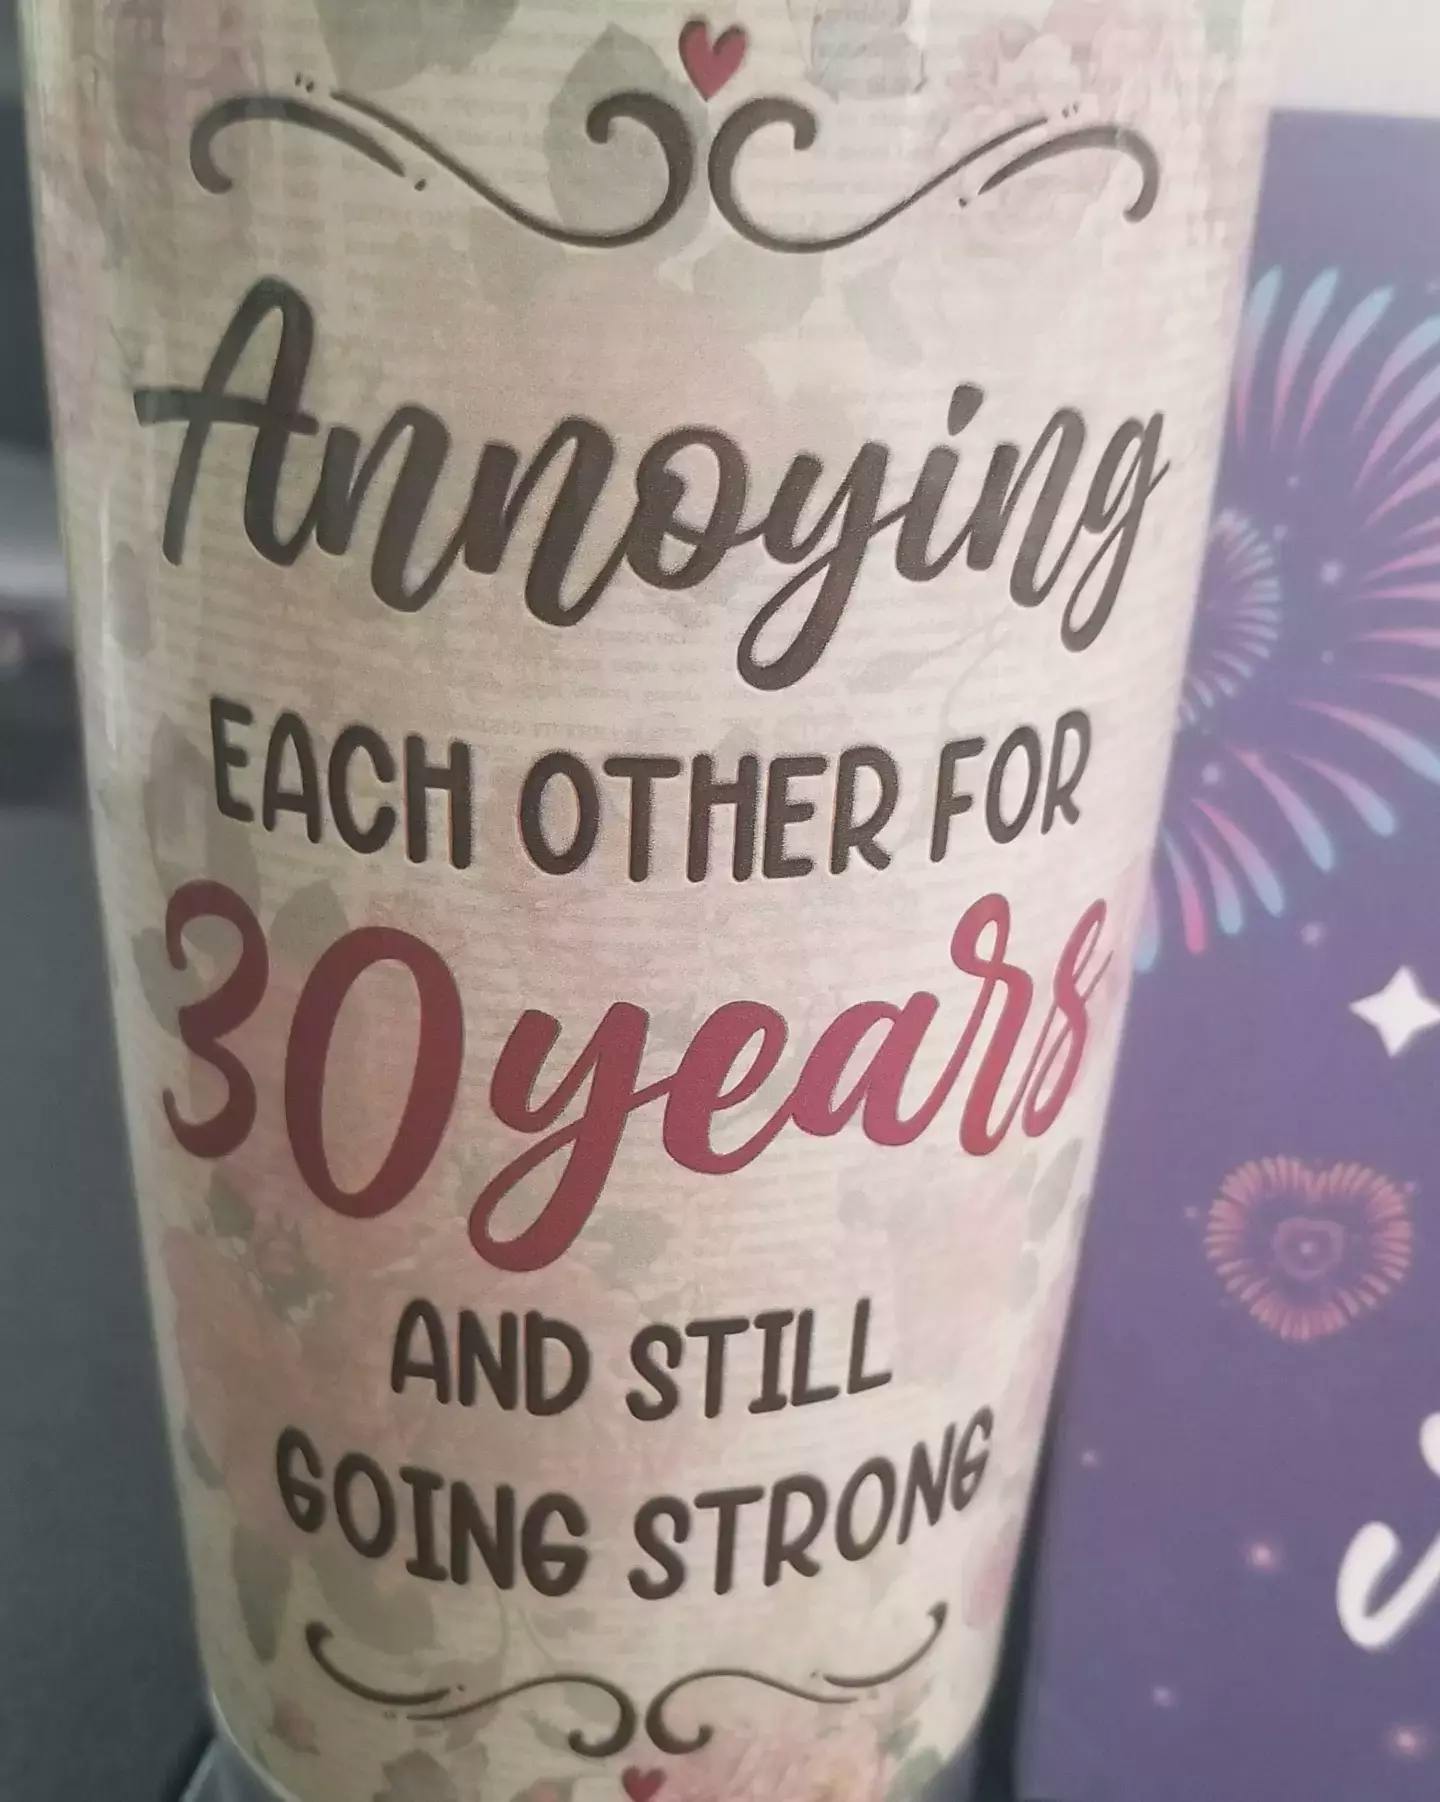 Annoying
EACH OTHER FOR
30 years
AND STILL
GOING STRONG